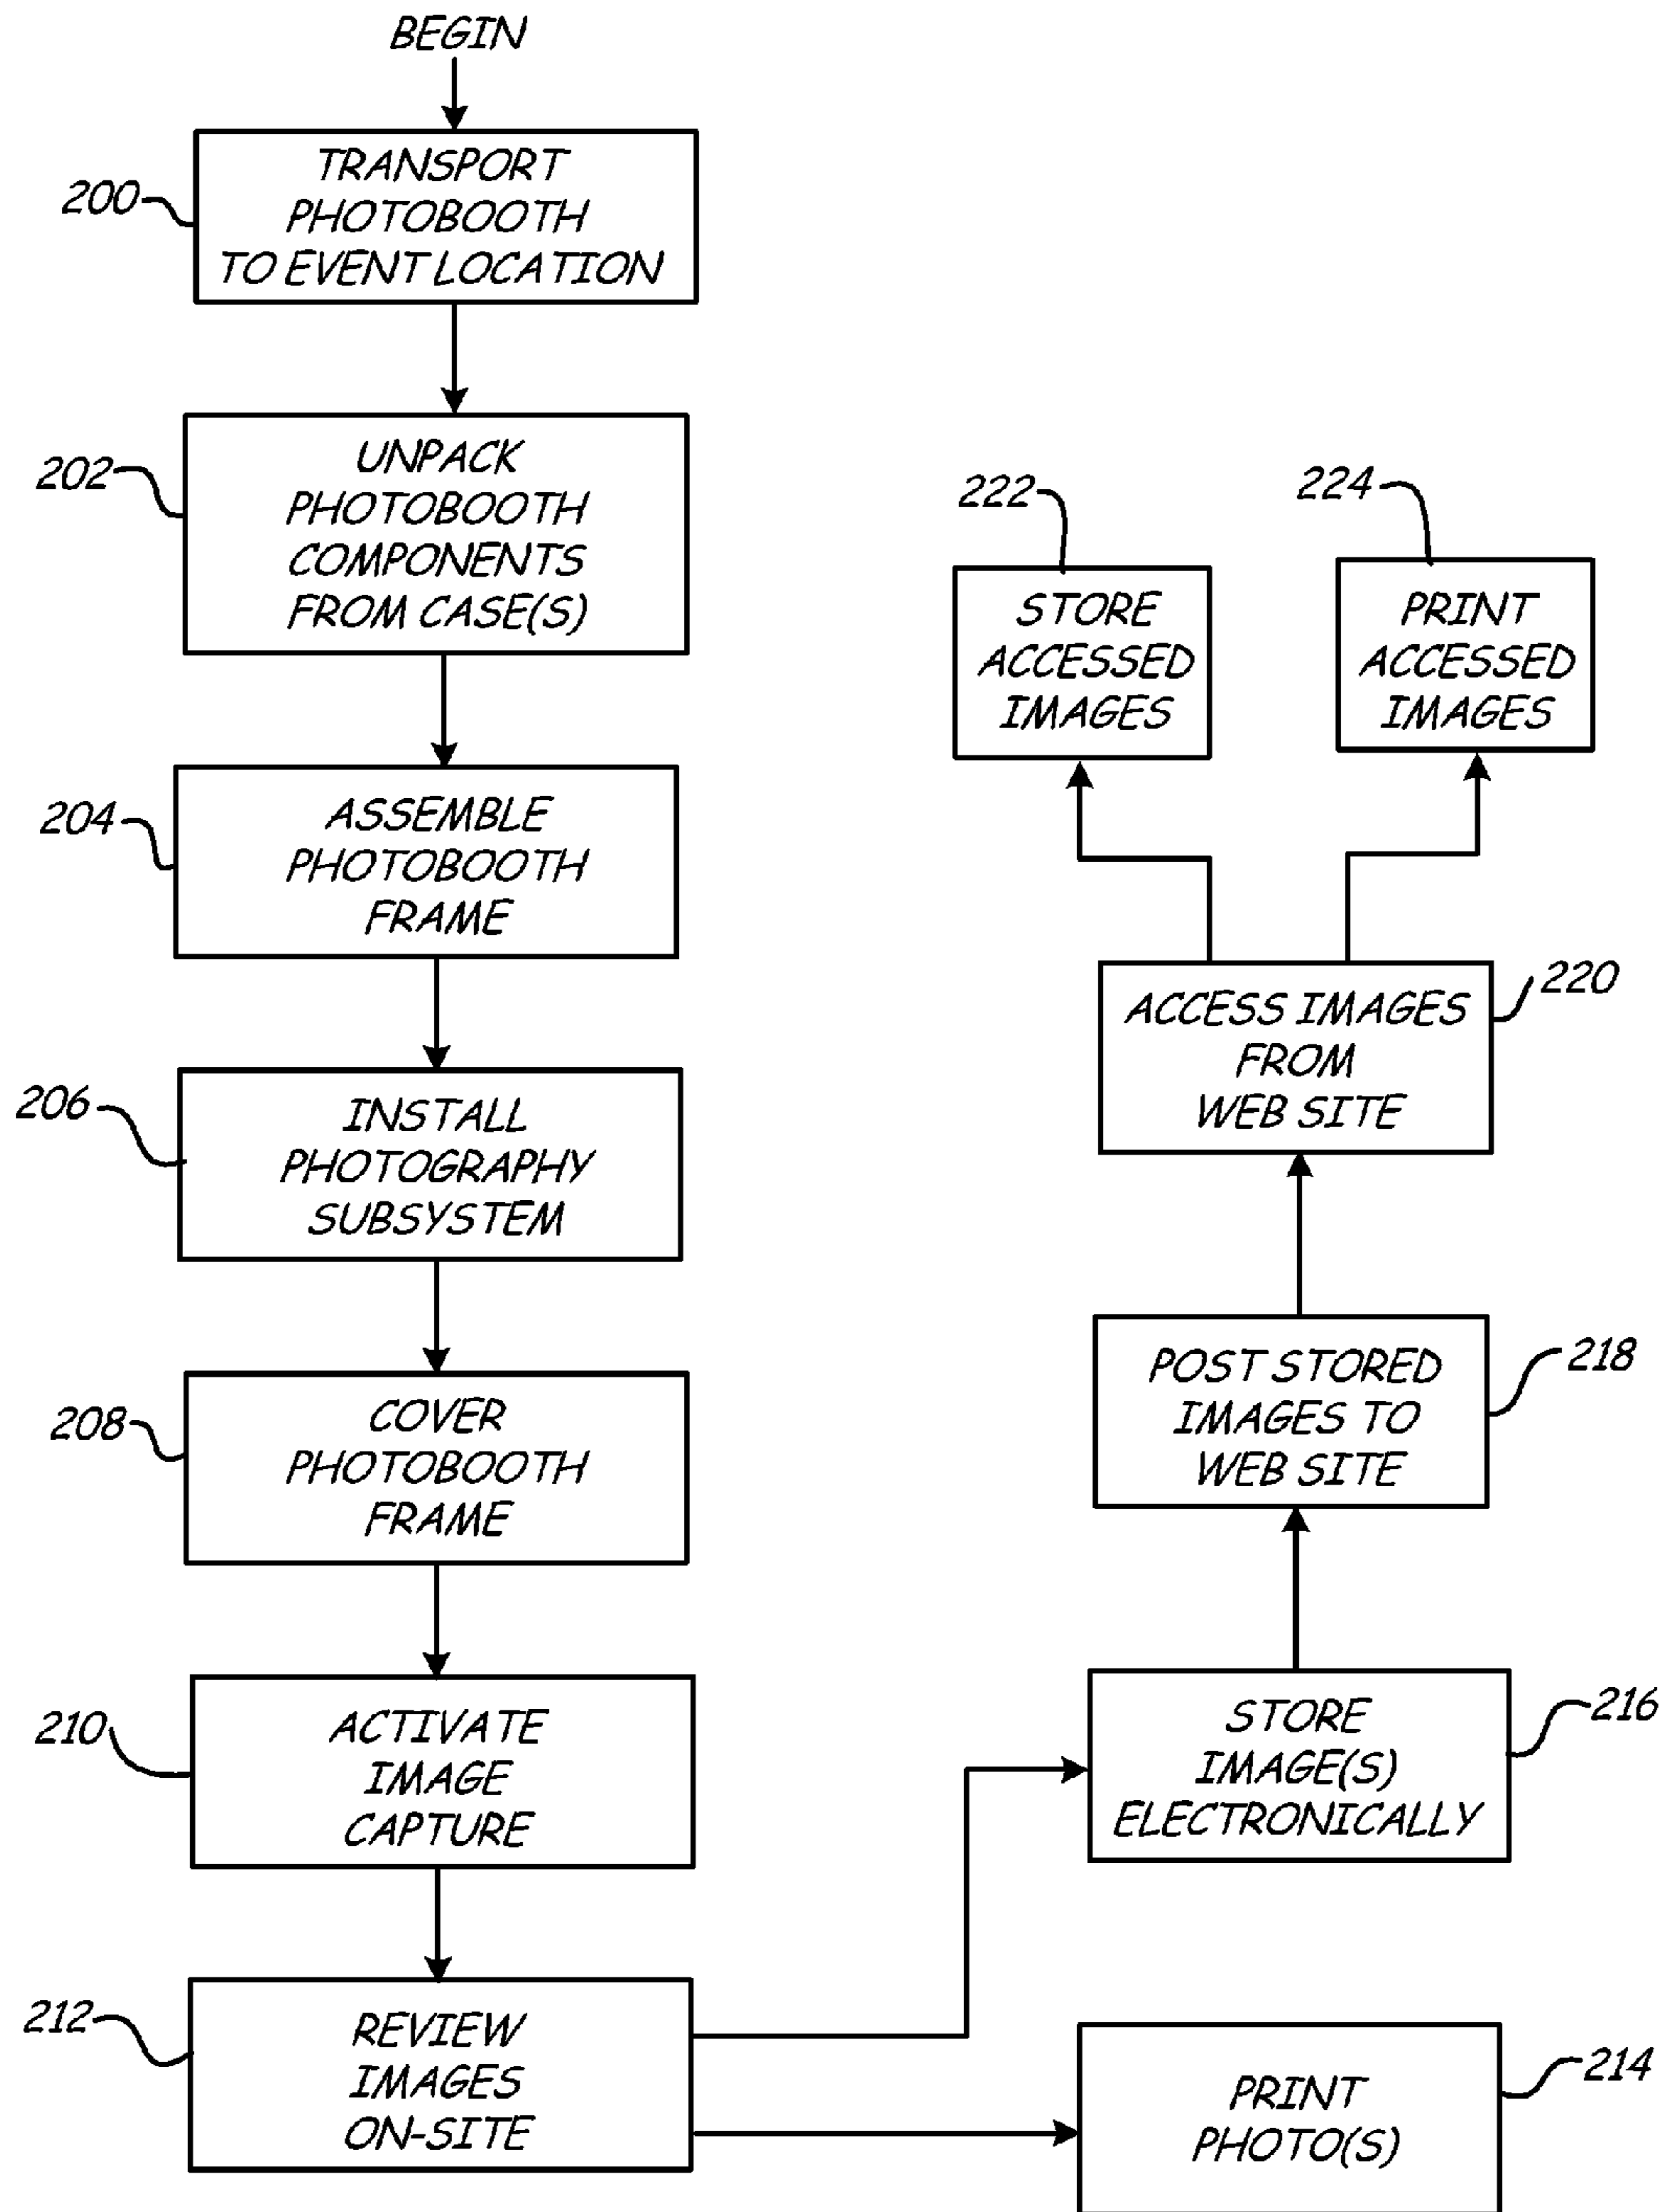 BEGIN
200
TRANSPORT
PHOTOBOOTH
TO EVENT LOCATION
202
UNPACK
PHOTOBOOTH
COMPONENTS
FROM CASE(S)
204
ASSEMBLE
PHOTOBOOTH
FRAME
206
INSTALL
PHOTOGRAPHY
SUBSYSTEM
208
COVER
PHOTOBOOTH
FRAME
210
ACTIVATE
IMAGE
CAPTURE
212
REVIEW
IMAGES
ON-SITE
214
PRINT
PHOTO(S)
216
STORE
IMAGE(S)
ELECTRONICALLY
218
POST STORED
IMAGES TO
WEB SITE
220
ACCESS IMAGES
FROM
WEB SITE
222
STORE
ACCESSED
IMAGES
224
PRINT
ACCESSED
IMAGES